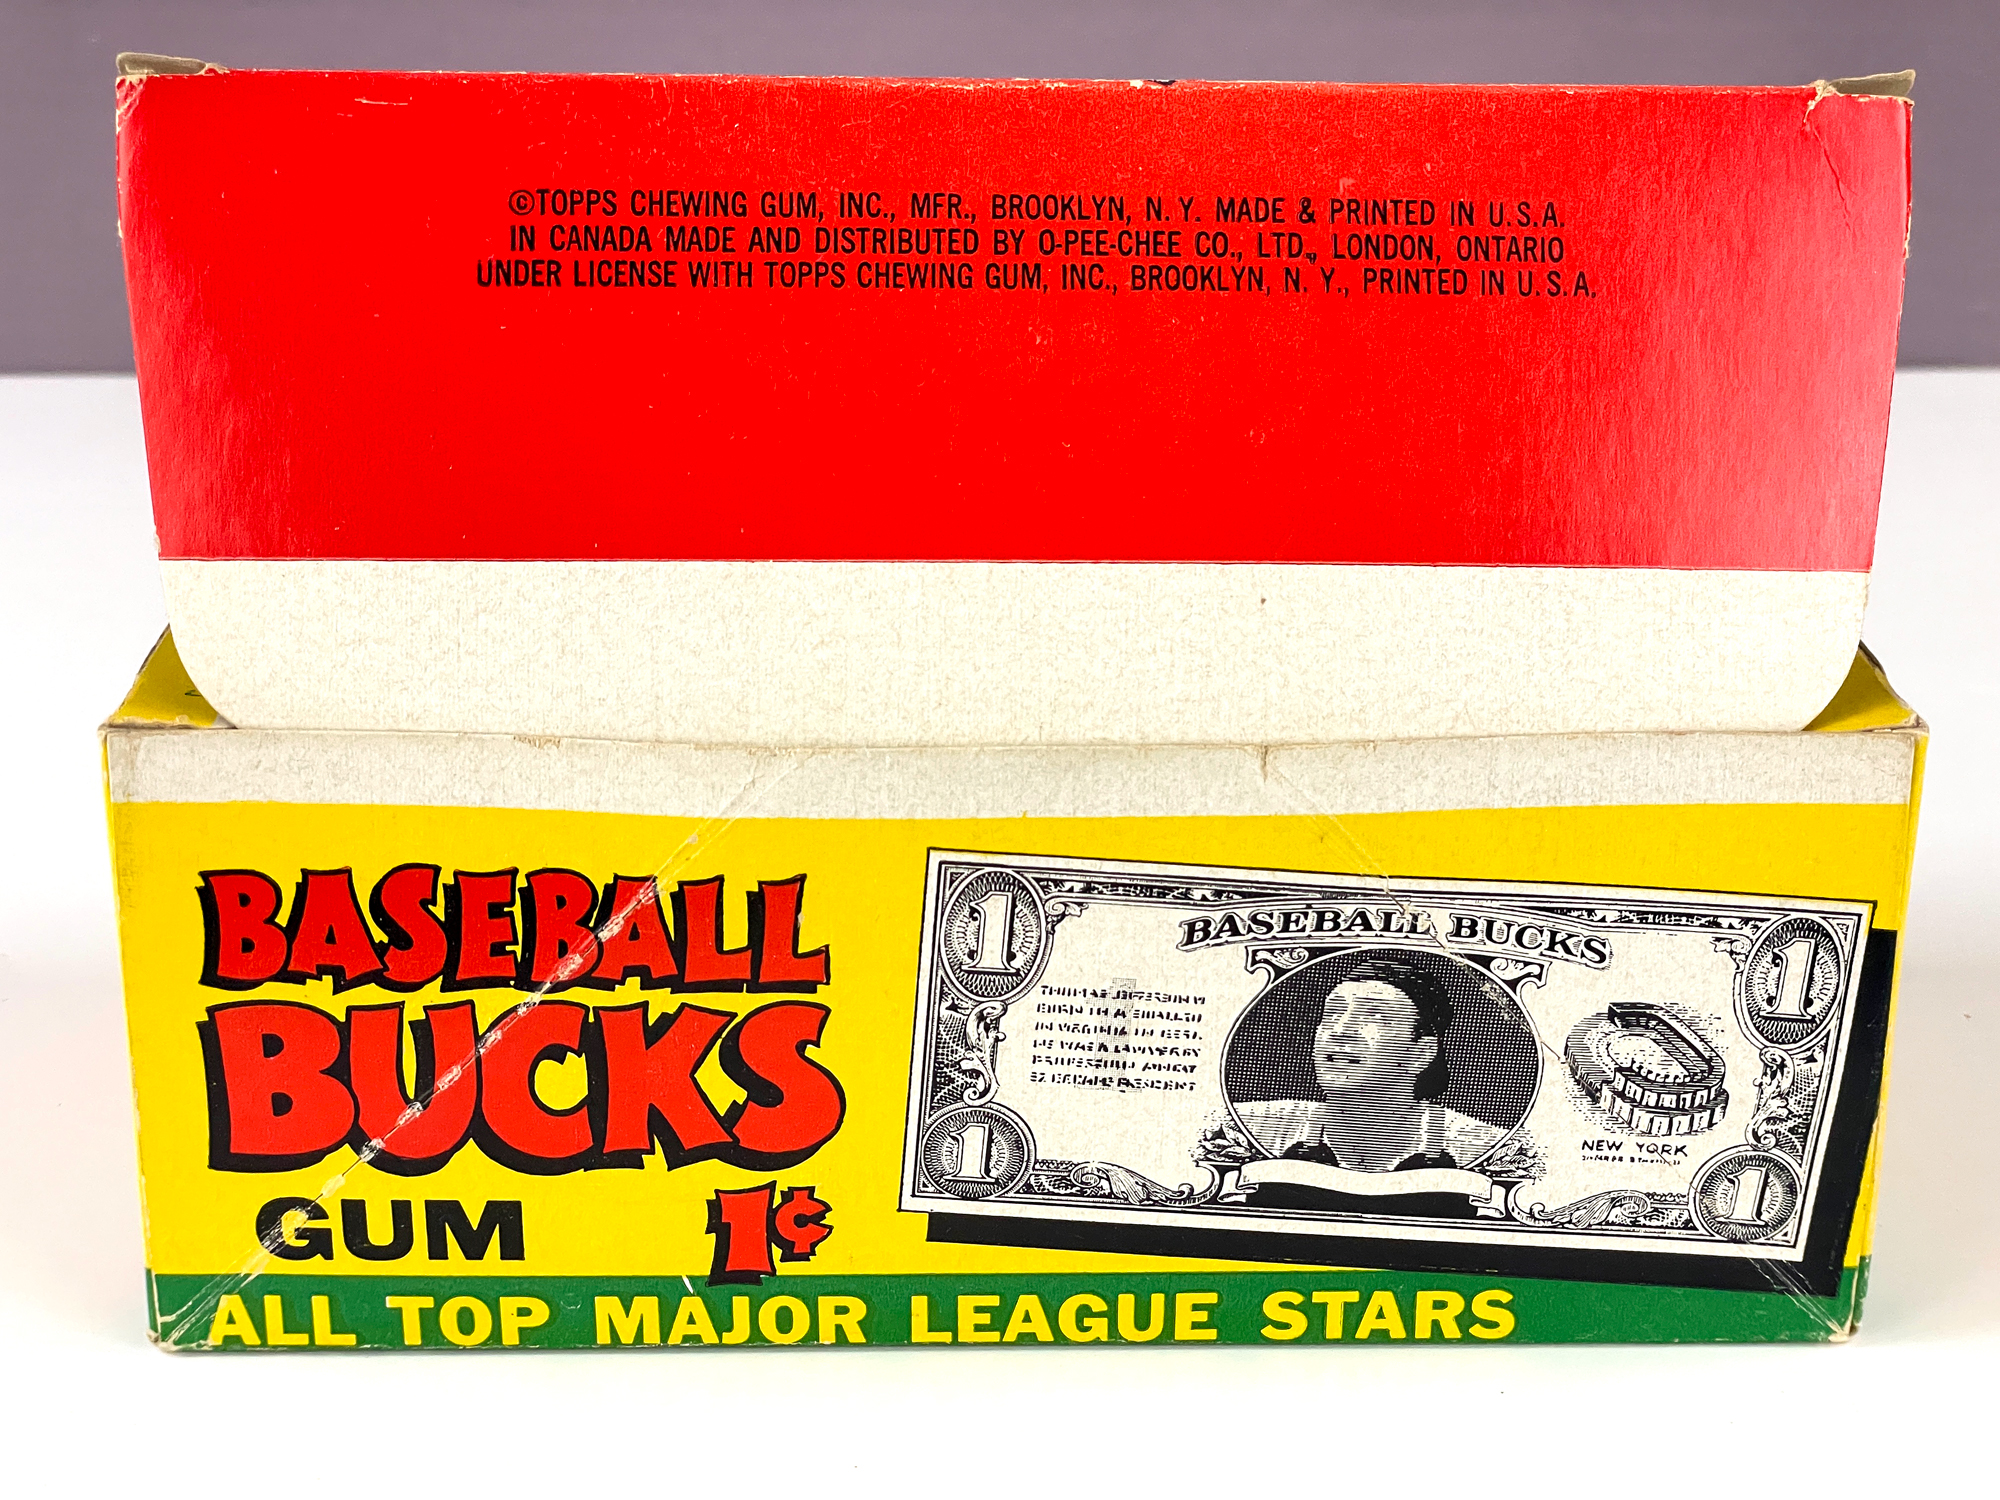 ©TOPPS CHEWING GUM, INC., MFR., BROOKLYN, N. Y. MADE & PRINTED IN U.S.A.
IN CANADA MADE AND DISTRIBUTED BY O-PEE-CHEE CO., LTD., LONDON, ONTARIO
UNDER LICENSE WITH TOPPS CHEWING GUM, INC., BROOKLYN, N. Y., PRINTED IN U.S.A.
BASEBALL
BUCKS
GUM 1¢
ALL TOP MAJOR LEAGUE STARS
1 1
BASEBALL BUCKS
NEW YORK
1 1